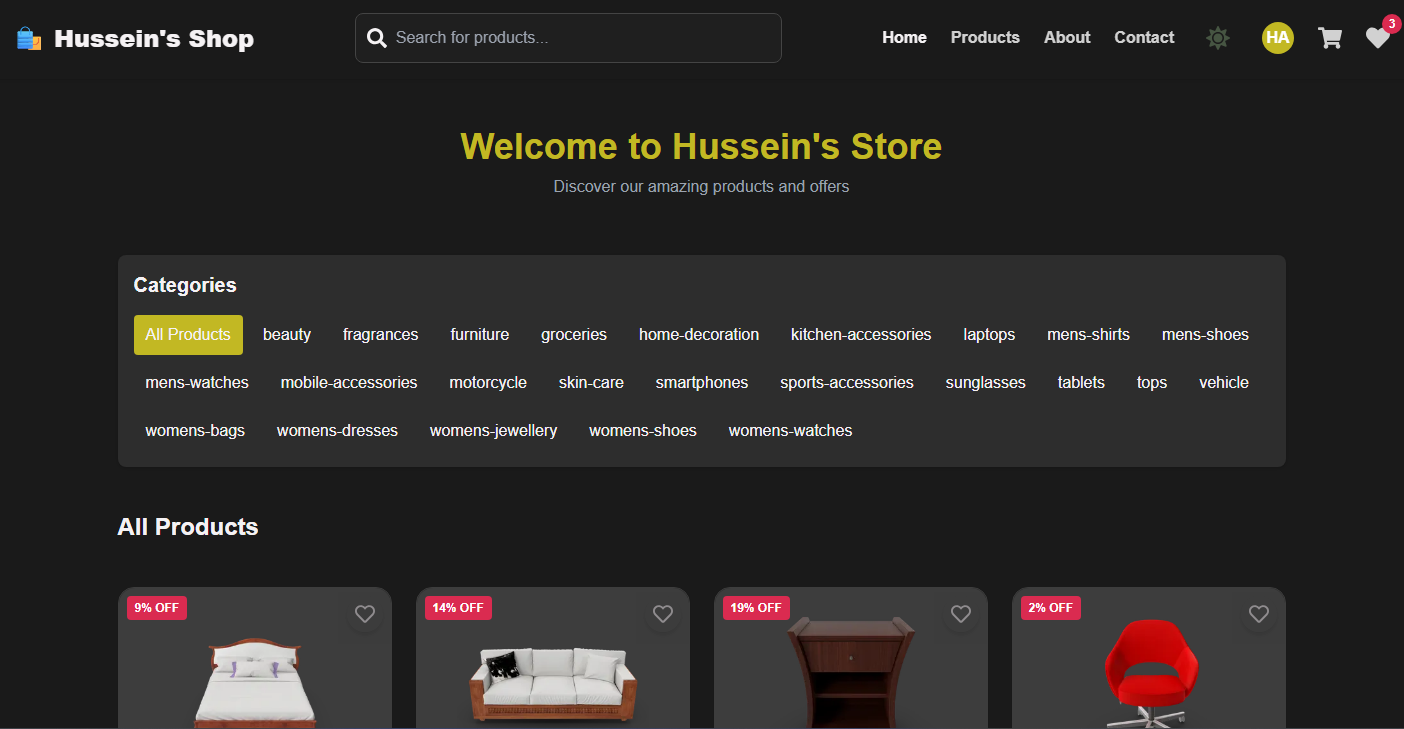 Hussein's Shop Search for products... Home Products About Contact HA 3
Welcome to Hussein's Store
Discover our amazing products and offers
Categories
All Products beauty fragrances furniture groceries home-decoration kitchen-accessories laptops mens-shirts mens-shoes
mens-watches mobile-accessories motorcycle skin-care smartphones sports-accessories sunglasses tablets tops vehicle
womens-bags womens-dresses womens-jewellery womens-shoes womens-watches
All Products
9% OFF 14% OFF 19% OFF 2% OFF